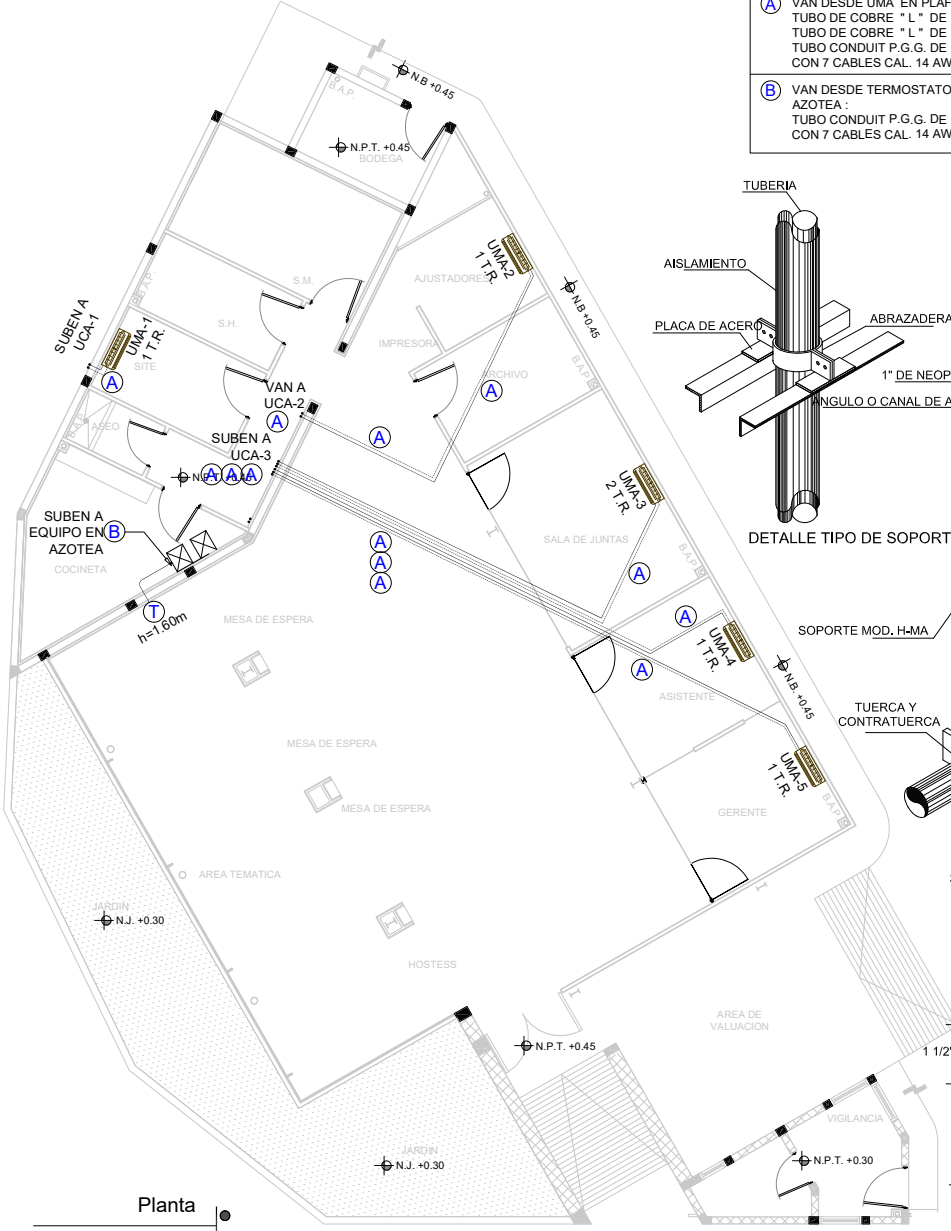 A
VAN DESDE UMA EN PLAF
TUBO DE COBRE " L " DE
TUBO DE COBRE " L " DE
TUBO CONDUIT P.G.G. DE
CON 7 CABLES CAL. 14 AW
B
VAN DESDE TERMOSTATO
AZOTEA :
TUBO CONDUIT P.G.G. DE
CON 7 CABLES CAL. 14 AW
TUBERIA
AISLAMIENTO
PLACA DE ACERO
ABRAZADERA
1" DE NEOP
ANGULO O CANAL DE A
DETALLE TIPO DE SOPORT
SOPORTE MOD. H-MA
TUERCA Y
CONTRATUERCA
1 1/2"
N.B +0.45
B.A.P.
N.P.T. +0.45
BODEGA
UMA-2
1 T.R.
AJUSTADORES
N.B +0.45
S.M.
B.A.P.
S.H.
SUBEN A
UCA-1
UMA-1
1 T.R.
SITE
A
IMPRESORA
ARCHIVO
A
B.A.P.
VAN A
UCA-2
A
A
ASEO
B.A.P.
SUBEN A
UCA-3
N.P.T. +0.45
A
A
A
UMA-3
2 T.R.
SUBEN A
EQUIPO EN
AZOTEA
B
COCINETA
SALA DE JUNTAS
B.A.P.
A
A
A
A
T
h=1.60m
MESA DE ESPERA
A
UMA-4
1 T.R.
A
ASISTENTE
N.B. +0.45
MESA DE ESPERA
UMA-5
1 T.R.
MESA DE ESPERA
GERENTE
B.A.P.
AREA TEMATICA
JARDIN
N.J. +0.30
HOSTESS
AREA DE
VALUACION
N.P.T. +0.45
VIGILANCIA
JARDIN
N.J. +0.30
N.P.T. +0.30
Planta